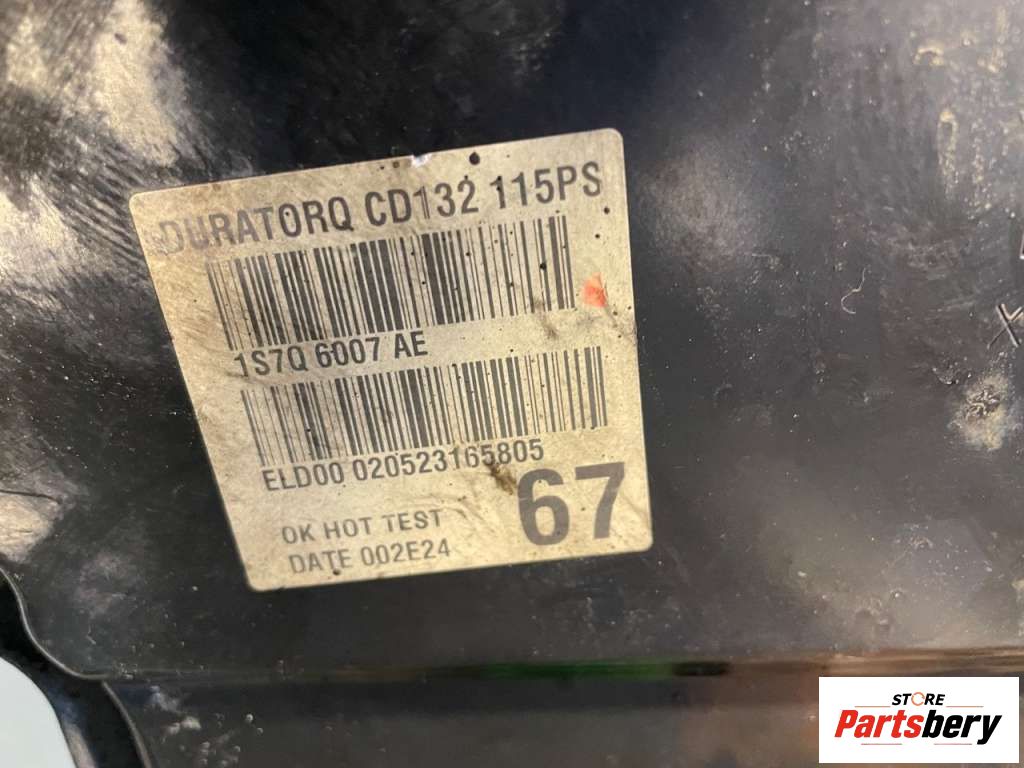 DURATORQ CD132 115PS
1S7Q 6007 AE
ELD00 020523165805
67
OK HOT TEST
DATE 002E24
STORE
Partsbery